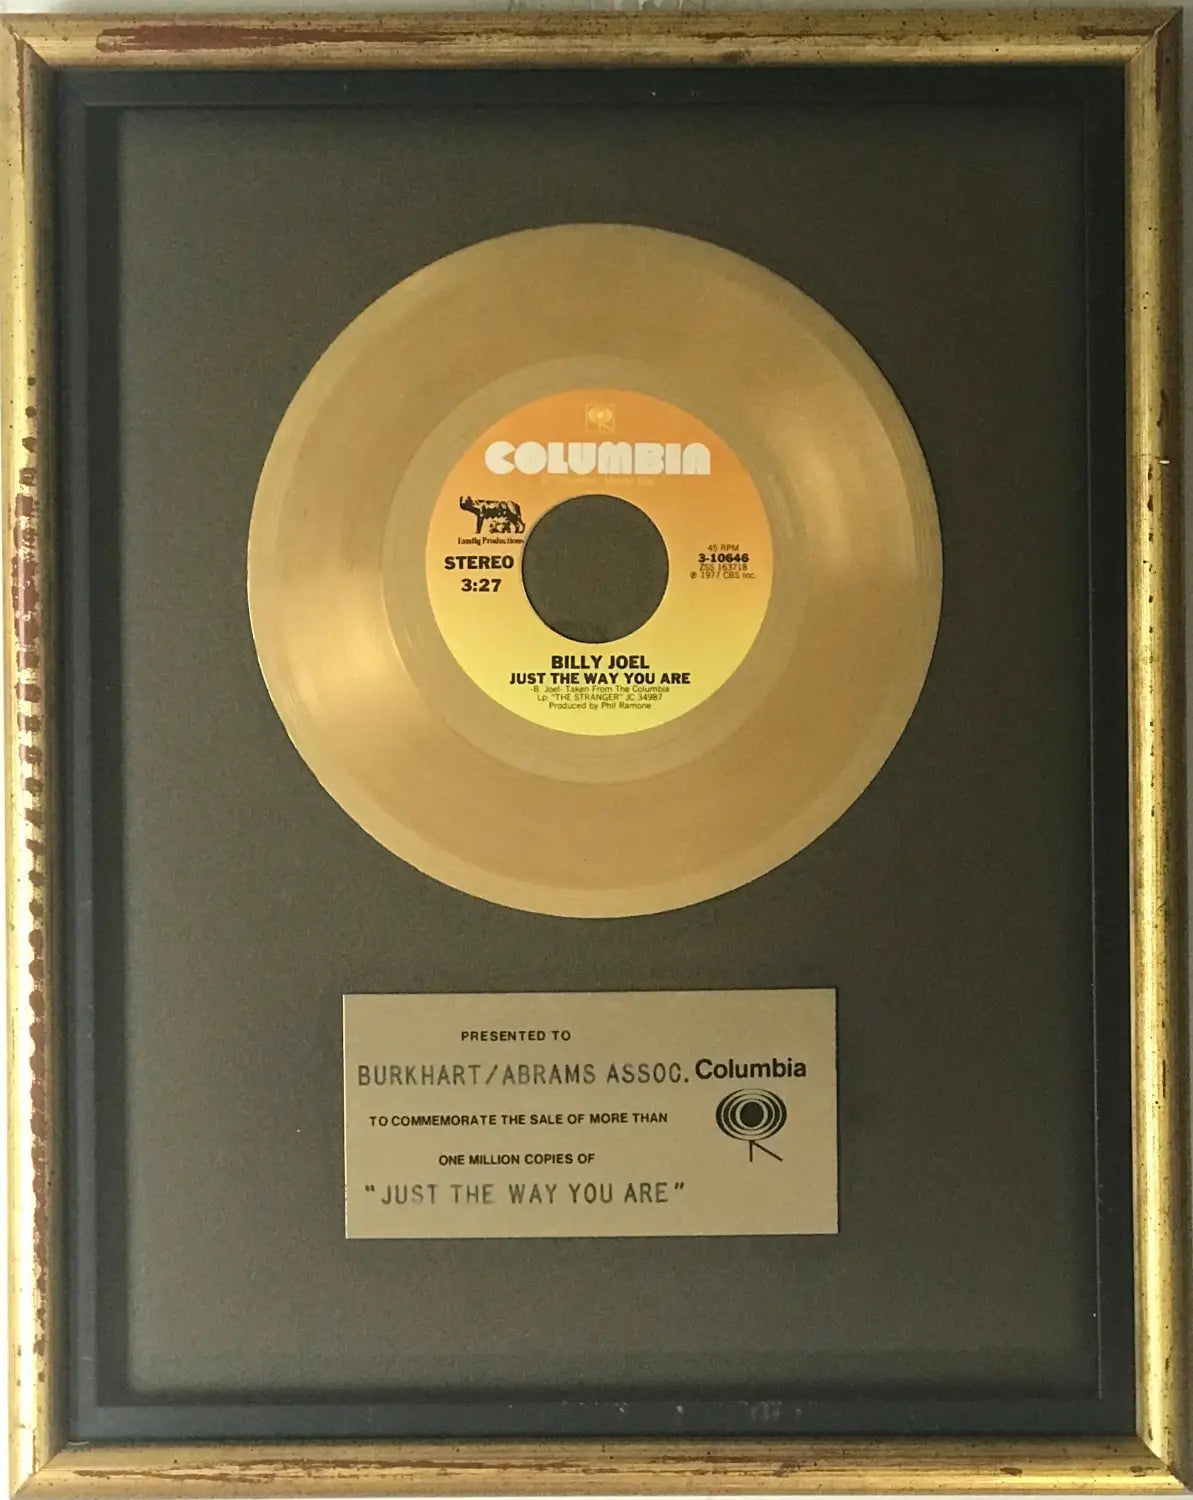 COLUMBIA
Family Productions
STEREO
3:27
45 RPM
3-10646
ZSS 163718
℗ 1977 CBS Inc.
BILLY JOEL
JUST THE WAY YOU ARE
-B. Joel- Taken From The Columbia
Lp. "THE STRANGER" JC 34987
Produced by Phil Ramone
PRESENTED TO
BURKHART/ABRAMS ASSOC.
Columbia
TO COMMEMORATE THE SALE OF MORE THAN
ONE MILLION COPIES OF
"JUST THE WAY YOU ARE"